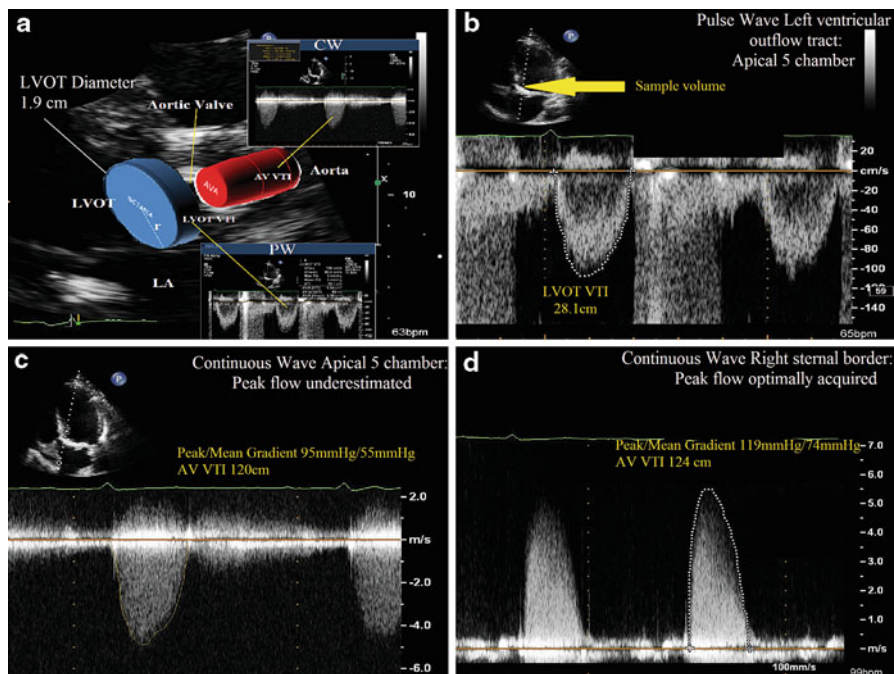 a
LVOT Diameter
1.9 cm
Aortic Valve
CW
AV VTI
Aorta
AVA
LVOT
LVOT VTI
r
PW
LA
X
10
63bpm
b
P
Pulse Wave Left ventricular
outflow tract:
Apical 5 chamber
Sample volume
20
cm/s
-20
-40
-60
-80
-100
-120
-140
LVOT VTI
28.1cm
65bpm
c
P
Continuous Wave Apical 5 chamber:
Peak flow underestimated
Peak/Mean Gradient 95mmHg/55mmHg
AV VTI 120cm
2.0
m/s
-2.0
-4.0
-6.0
d
Continuous Wave Right sternal border:
Peak flow optimally acquired
Peak/Mean Gradient 119mmHg/74mmHg
AV VTI 124 cm
7.0
6.0
5.0
4.0
3.0
2.0
1.0
m/s
100mm/s
99bpm